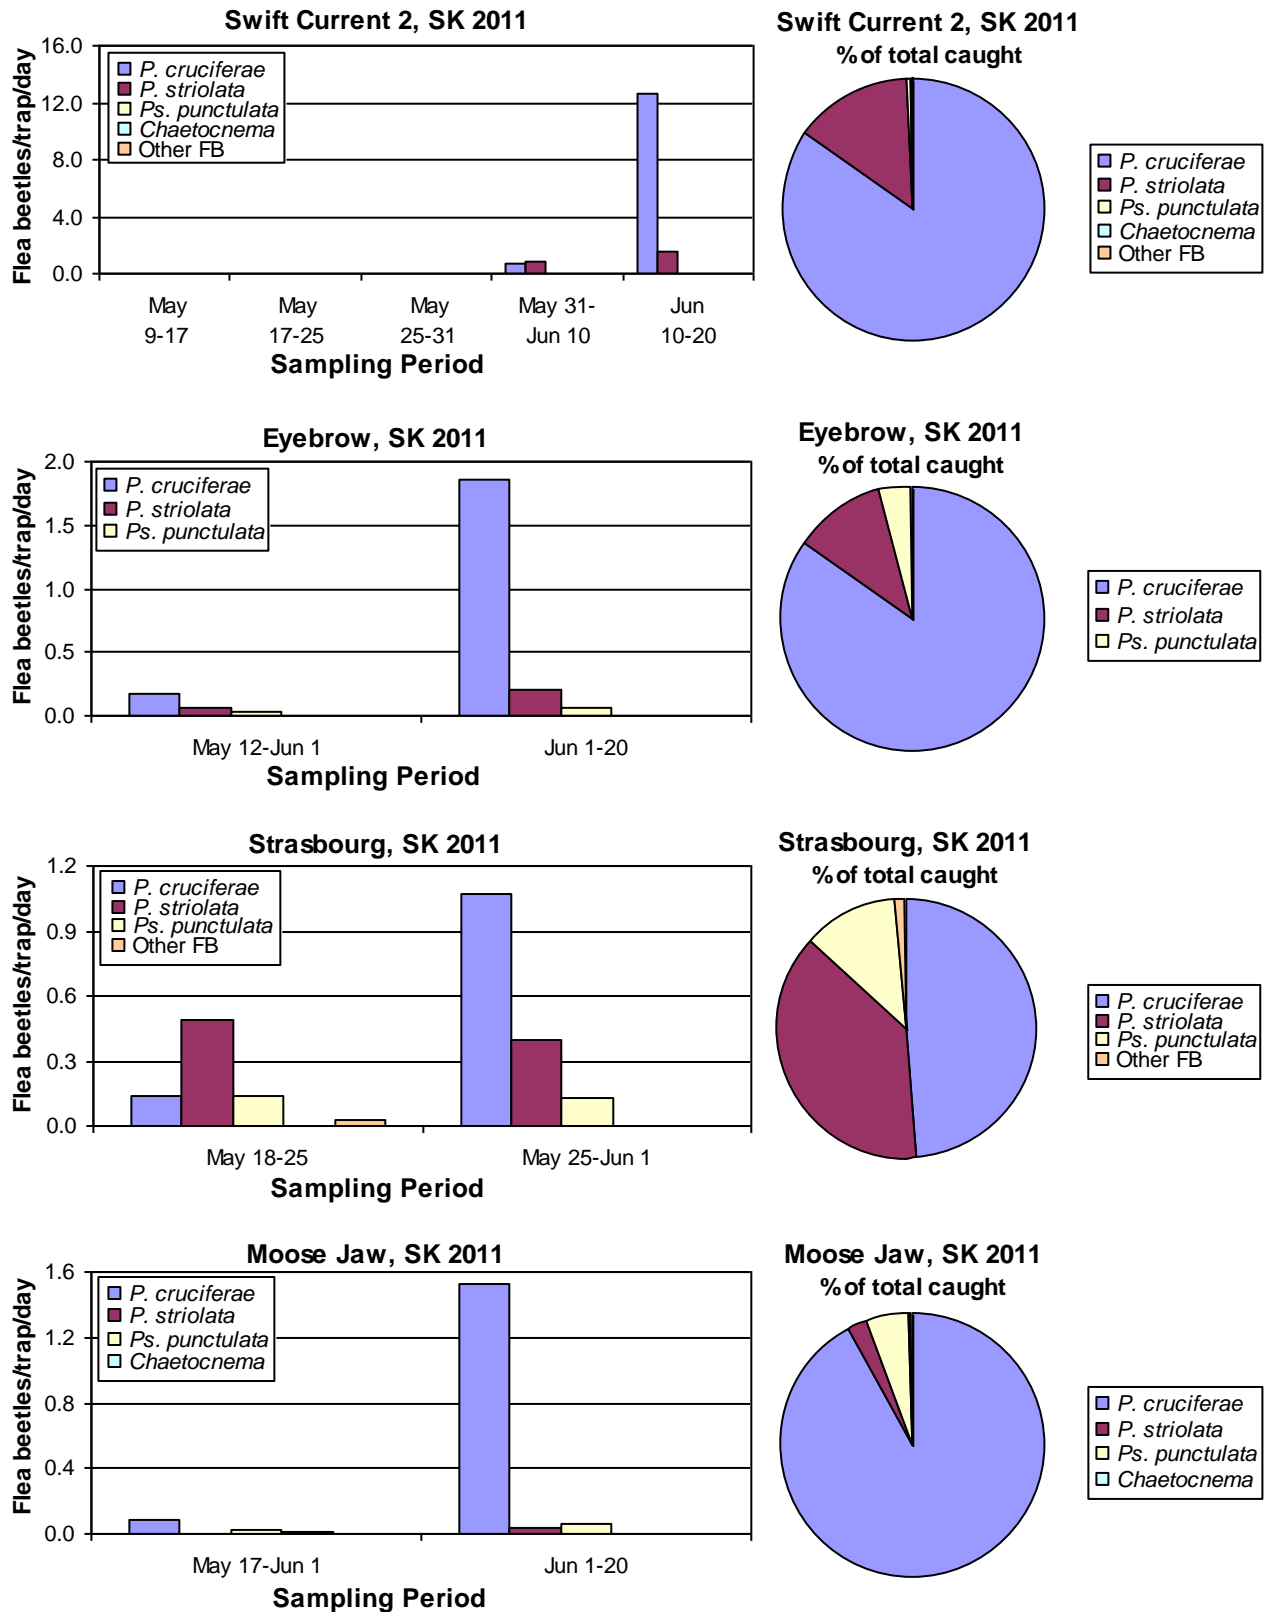 Swift Current 2, SK 2011
Flea beetles/trap/day
16.0
12.0
8.0
4.0
0.0
P. cruciferae
P. striolata
Ps. punctulata
Chaetocnema
Other FB
May 9-17
May 17-25
May 25-31
May 31-Jun 10
Jun 10-20
Sampling Period
Swift Current 2, SK 2011
% of total caught
P. cruciferae
P. striolata
Ps. punctulata
Chaetocnema
Other FB
Eyebrow, SK 2011
Flea beetles/trap/day
2.0
1.5
1.0
0.5
0.0
P. cruciferae
P. striolata
Ps. punctulata
May 12-Jun 1
Jun 1-20
Sampling Period
Eyebrow, SK 2011
% of total caught
P. cruciferae
P. striolata
Ps. punctulata
Strasbourg, SK 2011
Flea beetles/trap/day
1.2
0.9
0.6
0.3
0.0
P. cruciferae
P. striolata
Ps. punctulata
Other FB
May 18-25
May 25-Jun 1
Sampling Period
Strasbourg, SK 2011
% of total caught
P. cruciferae
P. striolata
Ps. punctulata
Other FB
Moose Jaw, SK 2011
Flea beetles/trap/day
1.6
1.2
0.8
0.4
0.0
P. cruciferae
P. striolata
Ps. punctulata
Chaetocnema
May 17-Jun 1
Jun 1-20
Sampling Period
Moose Jaw, SK 2011
% of total caught
P. cruciferae
P. striolata
Ps. punctulata
Chaetocnema